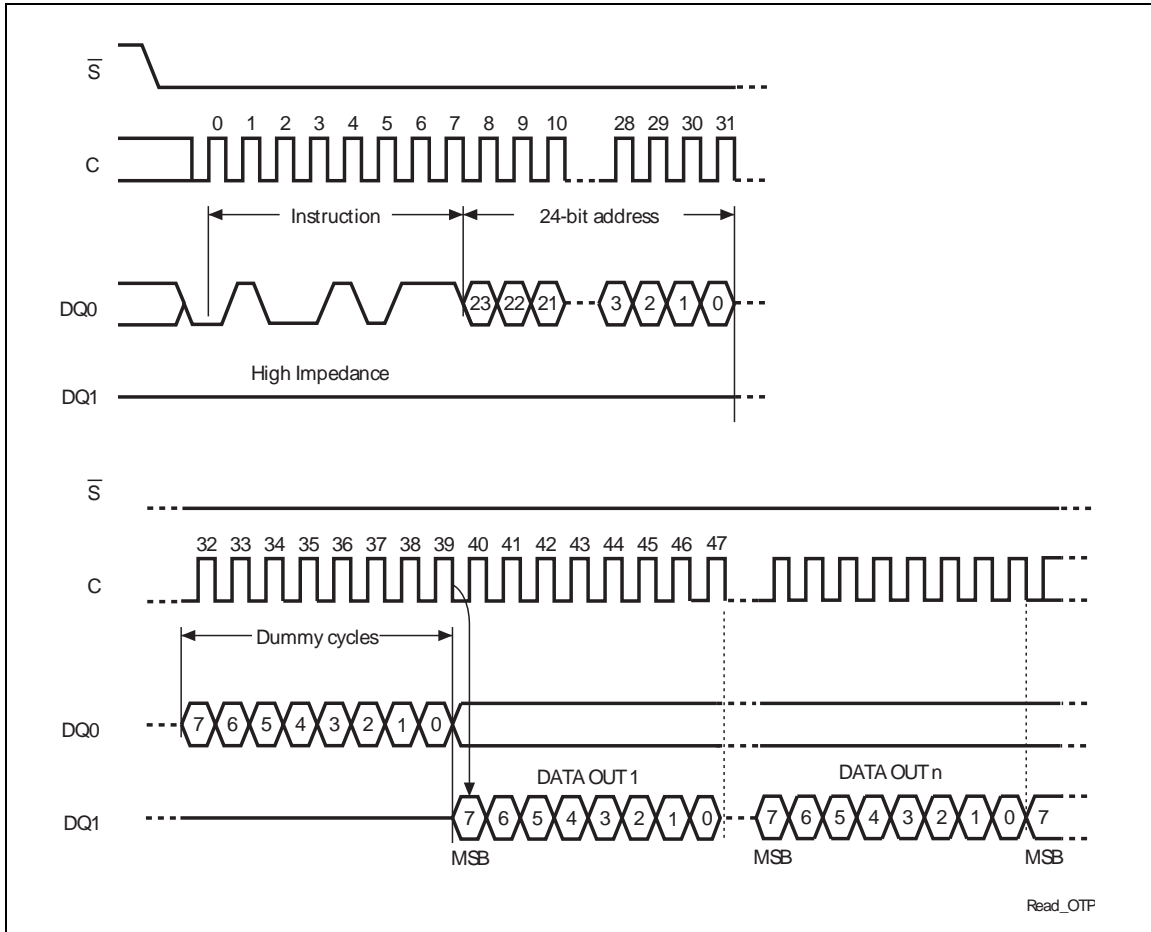 S
0 1 2 3 4 5 6 7 8 9 10 28 29 30 31
C
Instruction 24-bit address
DQ0 23 22 21 3 2 1 0
High Impedance
DQ1
S
32 33 34 35 36 37 38 39 40 41 42 43 44 45 46 47
C
Dummy cycles
DQ0 7 6 5 4 3 2 1 0
DATA OUT 1 DATA OUT n
DQ1 7 6 5 4 3 2 1 0 7 6 5 4 3 2 1 0 7
MSB MSB MSB
Read_OTP